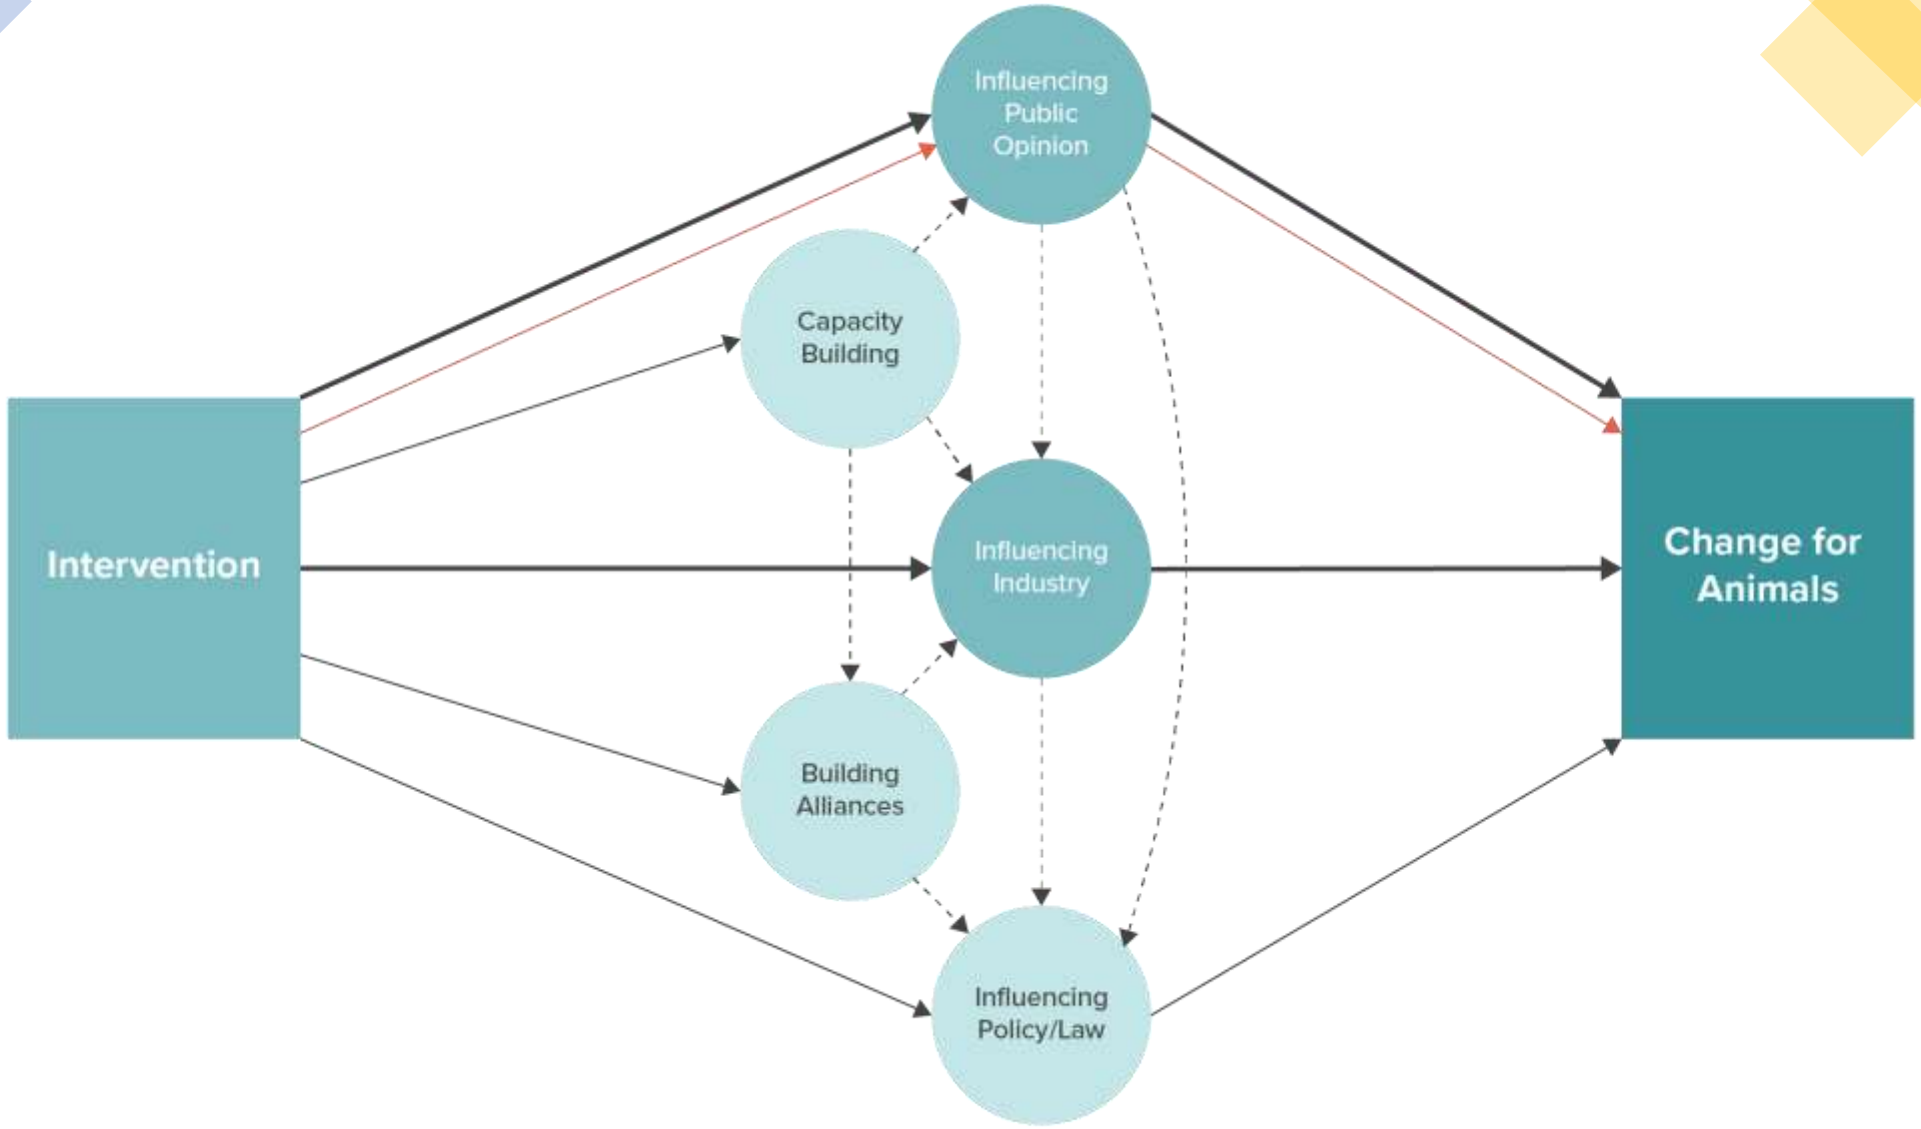 Influencing
Public
Opinion
Capacity
Building
Intervention
Influencing
Industry
Change for
Animals
Building
Alliances
Influencing
Policy/Law